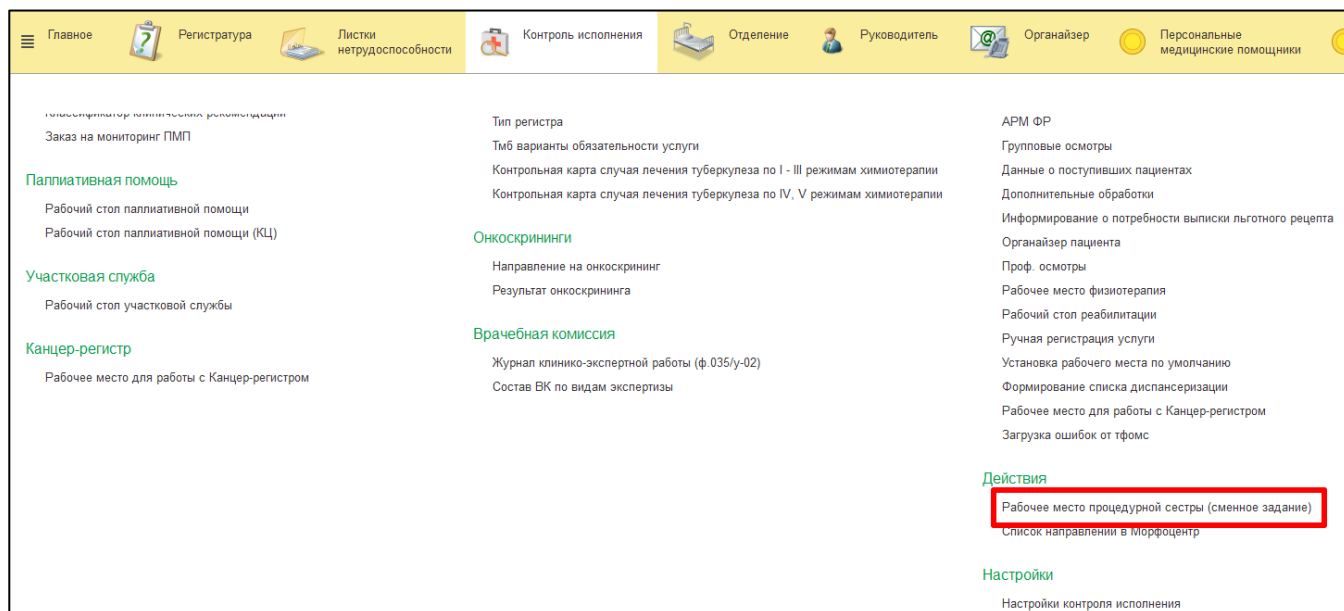 Главное
Регистратура
Листки
нетрудоспособности
Контроль исполнения
Отделение
Руководитель
Органайзер
Персональные
медицинские помощники
Классификатор клинических рекомендаций
Заказ на мониторинг ПМП
Паллиативная помощь
Рабочий стол паллиативной помощи
Рабочий стол паллиативной помощи (КЦ)
Участковая служба
Рабочий стол участковой службы
Канцер-регистр
Рабочее место для работы с Канцер-регистром
Тип регистра
Тмб варианты обязательности услуги
Контрольная карта случая лечения туберкулеза по I - III режимам химиотерапии
Контрольная карта случая лечения туберкулеза по IV, V режимам химиотерапии
Онкоскрининги
Направление на онкоскрининг
Результат онкоскрининга
Врачебная комиссия
Журнал клинико-экспертной работы (ф.035/у-02)
Состав ВК по видам экспертизы
АРМ ФР
Групповые осмотры
Данные о поступивших пациентах
Дополнительные обработки
Информирование о потребности выписки льготного рецепта
Органайзер пациента
Проф. осмотры
Рабочее место физиотерапия
Рабочий стол реабилитации
Ручная регистрация услуги
Установка рабочего места по умолчанию
Формирование списка диспансеризации
Рабочее место для работы с Канцер-регистром
Загрузка ошибок от тфомс
Действия
Рабочее место процедурной сестры (сменное задание)
Список направлений в Морфоцентр
Настройки
Настройки контроля исполнения